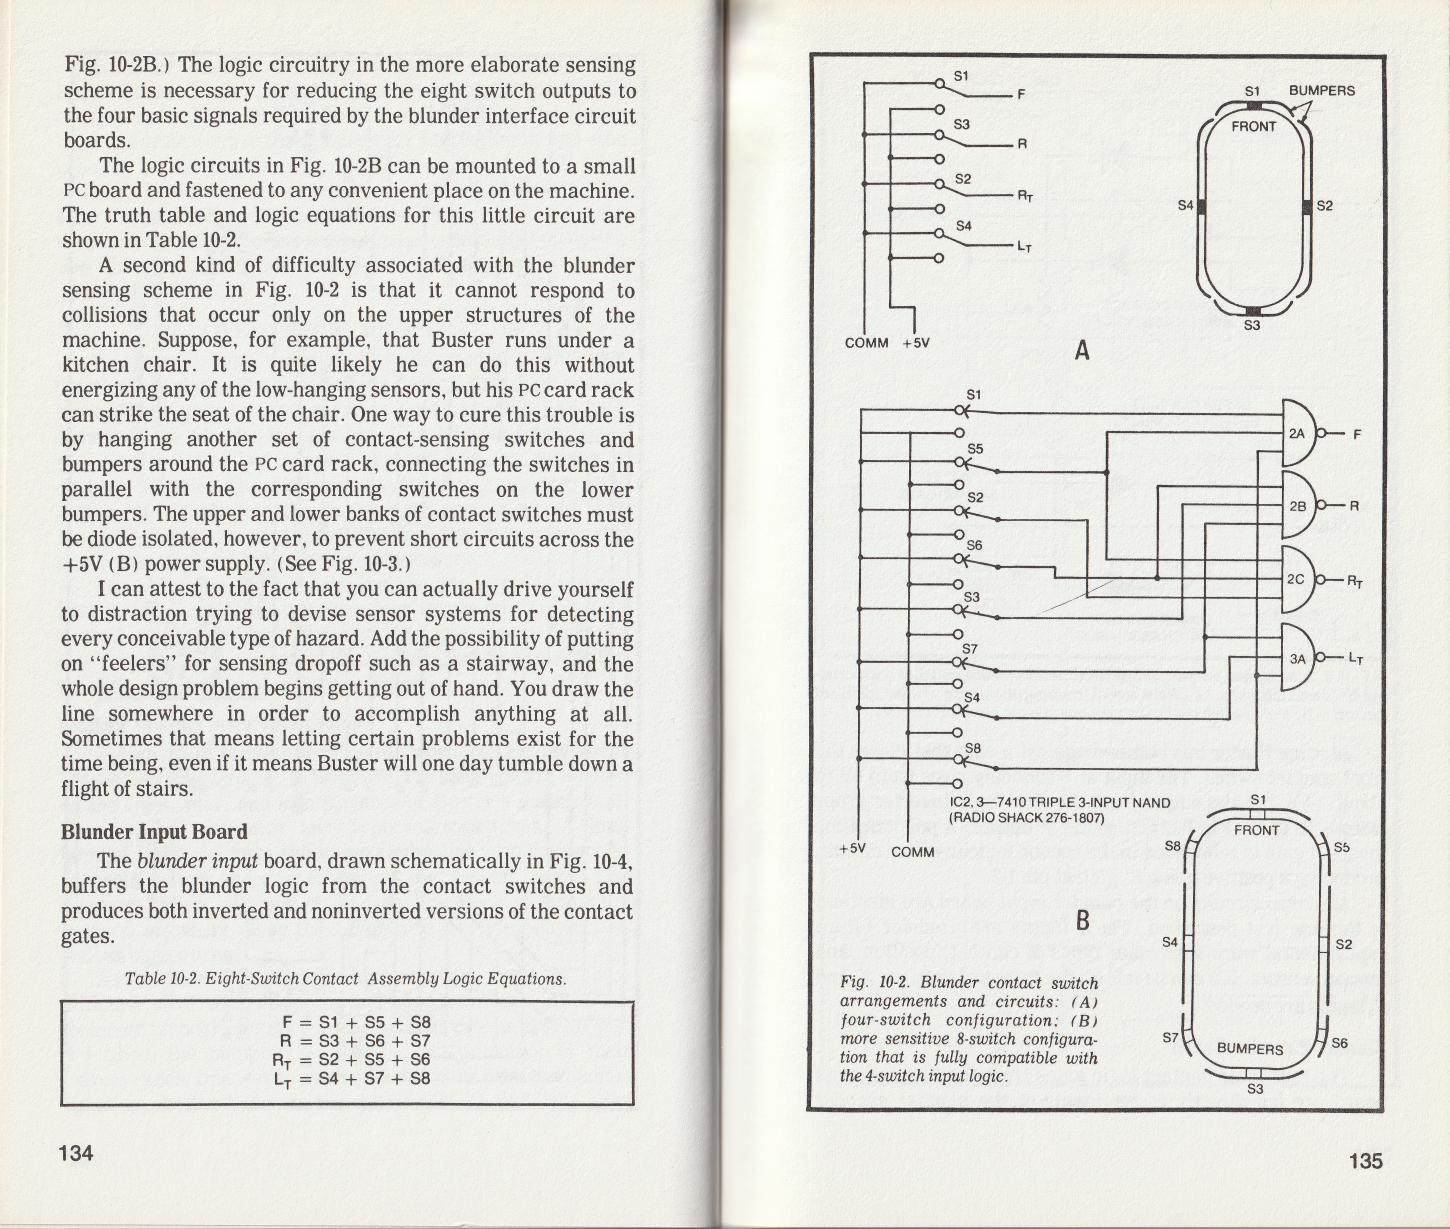 Fig. 10-2B.) The logic circuitry in the more elaborate sensing
scheme is necessary for reducing the eight switch outputs to
the four basic signals required by the blunder interface circuit
boards.
The logic circuits in Fig. 10-2B can be mounted to a small
PC board and fastened to any convenient place on the machine.
The truth table and logic equations for this little circuit are
shown in Table 10-2.
A second kind of difficulty associated with the blunder
sensing scheme in Fig. 10-2 is that it cannot respond to
collisions that occur only on the upper structures of the
machine. Suppose, for example, that Buster runs under a
kitchen chair. It is quite likely he can do this without
energizing any of the low-hanging sensors, but his PC card rack
can strike the seat of the chair. One way to cure this trouble is
by hanging another set of contact-sensing switches and
bumpers around the PC card rack, connecting the switches in
parallel with the corresponding switches on the lower
bumpers. The upper and lower banks of contact switches must
be diode isolated, however, to prevent short circuits across the
+5V (B) power supply. (See Fig. 10-3.)
I can attest to the fact that you can actually drive yourself
to distraction trying to devise sensor systems for detecting
every conceivable type of hazard. Add the possibility of putting
on “feelers” for sensing dropoff such as a stairway, and the
whole design problem begins getting out of hand. You draw the
line somewhere in order to accomplish anything at all.
Sometimes that means letting certain problems exist for the
time being, even if it means Buster will one day tumble down a
flight of stairs.
Blunder Input Board
The blunder input board, drawn schematically in Fig. 10-4,
buffers the blunder logic from the contact switches and
produces both inverted and noninverted versions of the contact
gates.
Table 10-2. Eight-Switch Contact Assembly Logic Equations.
F = S1 + S5 + S8
R = S3 + S6 + S7
RT = S2 + S5 + S6
LT = S4 + S7 + S8
134
S1
F
S3
R
S2
RT
S4
LT
COMM +5V
A
S1 BUMPERS
FRONT
S4 S2
S3
S1
S5
S2
S6
S3
S7
S4
S8
2A F
2B R
2C RT
3A LT
IC2, 3—7410 TRIPLE 3-INPUT NAND
(RADIO SHACK 276-1807)
+5V COMM
B
S1
FRONT
S8 S5
S4 S2
S7 S6
BUMPERS
S3
Fig. 10-2. Blunder contact switch
arrangements and circuits: (A)
four-switch configuration: (B)
more sensitive 8-switch configura-
tion that is fully compatible with
the 4-switch input logic.
135